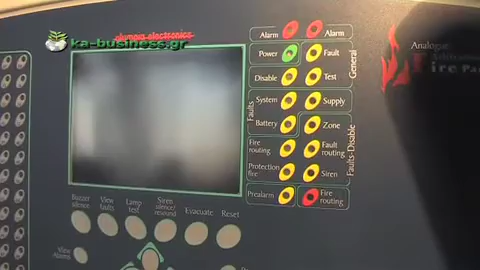 olympia electronics
ka-business.gr
Alarm
Alarm
Power
Fault
Disable
Test
General
System
Supply
Battery
Zone
Faults
Fire
routing
Fault
routing
Protection
fire
Siren
Faults-Disable
Prealarm
Fire
routing
Analogue
Fire Pa
Buzzer
silence
View
faults
Lamp
test
Siren
silence/
resound
Evacuate
Reset
View
Alarms